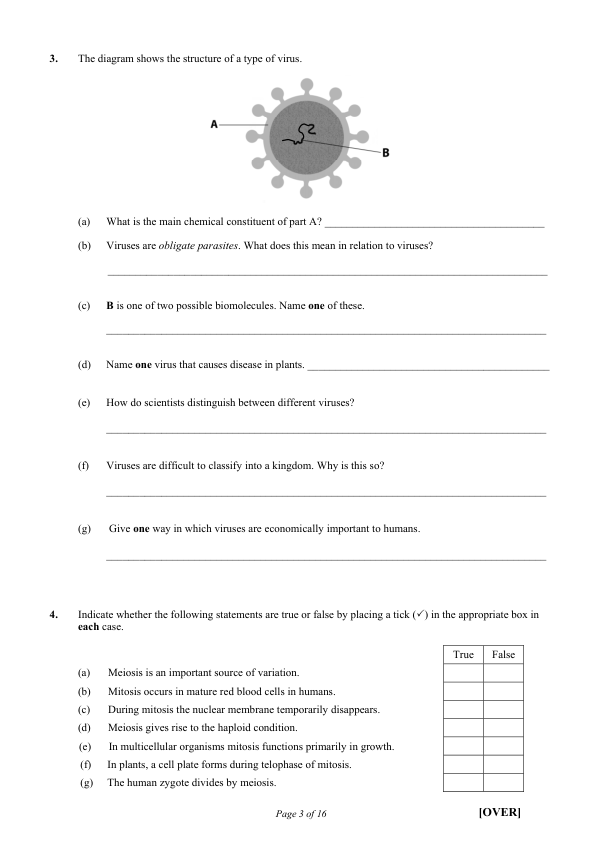 3. The diagram shows the structure of a type of virus.
A
B
(a) What is the main chemical constituent of part A? ________________________________________
(b) Viruses are obligate parasites. What does this mean in relation to viruses?
________________________________________________________________________________
(c) B is one of two possible biomolecules. Name one of these.
________________________________________________________________________________
(d) Name one virus that causes disease in plants. ____________________________________________
(e) How do scientists distinguish between different viruses?
________________________________________________________________________________
(f) Viruses are difficult to classify into a kingdom. Why is this so?
________________________________________________________________________________
(g) Give one way in which viruses are economically important to humans.
________________________________________________________________________________
4. Indicate whether the following statements are true or false by placing a tick (✓) in the appropriate box in
each case.
True False
(a) Meiosis is an important source of variation.
(b) Mitosis occurs in mature red blood cells in humans.
(c) During mitosis the nuclear membrane temporarily disappears.
(d) Meiosis gives rise to the haploid condition.
(e) In multicellular organisms mitosis functions primarily in growth.
(f) In plants, a cell plate forms during telophase of mitosis.
(g) The human zygote divides by meiosis.
Page 3 of 16 [OVER]